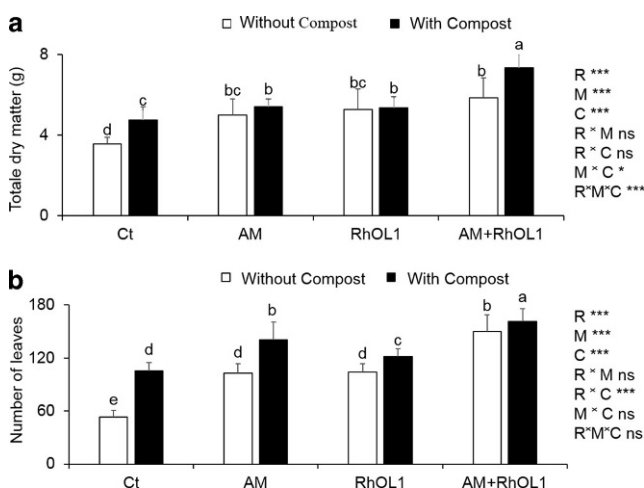 a
Without Compost With Compost
Totale dry matter (g)
8
4
0
d
c
bc
b
bc
b
b
a
Ct AM RhOL1 AM+RhOL1
R ***
M ***
C ***
R × M ns
R × C ns
M × C *
R×M×C ***
b
Without Compost With Compost
Number of leaves
180
120
60
0
e
d
d
b
d
c
b
a
Ct AM RhOL1 AM+RhOL1
R ***
M ***
C ***
R × M ns
R × C ***
M × C ns
R×M×C ns